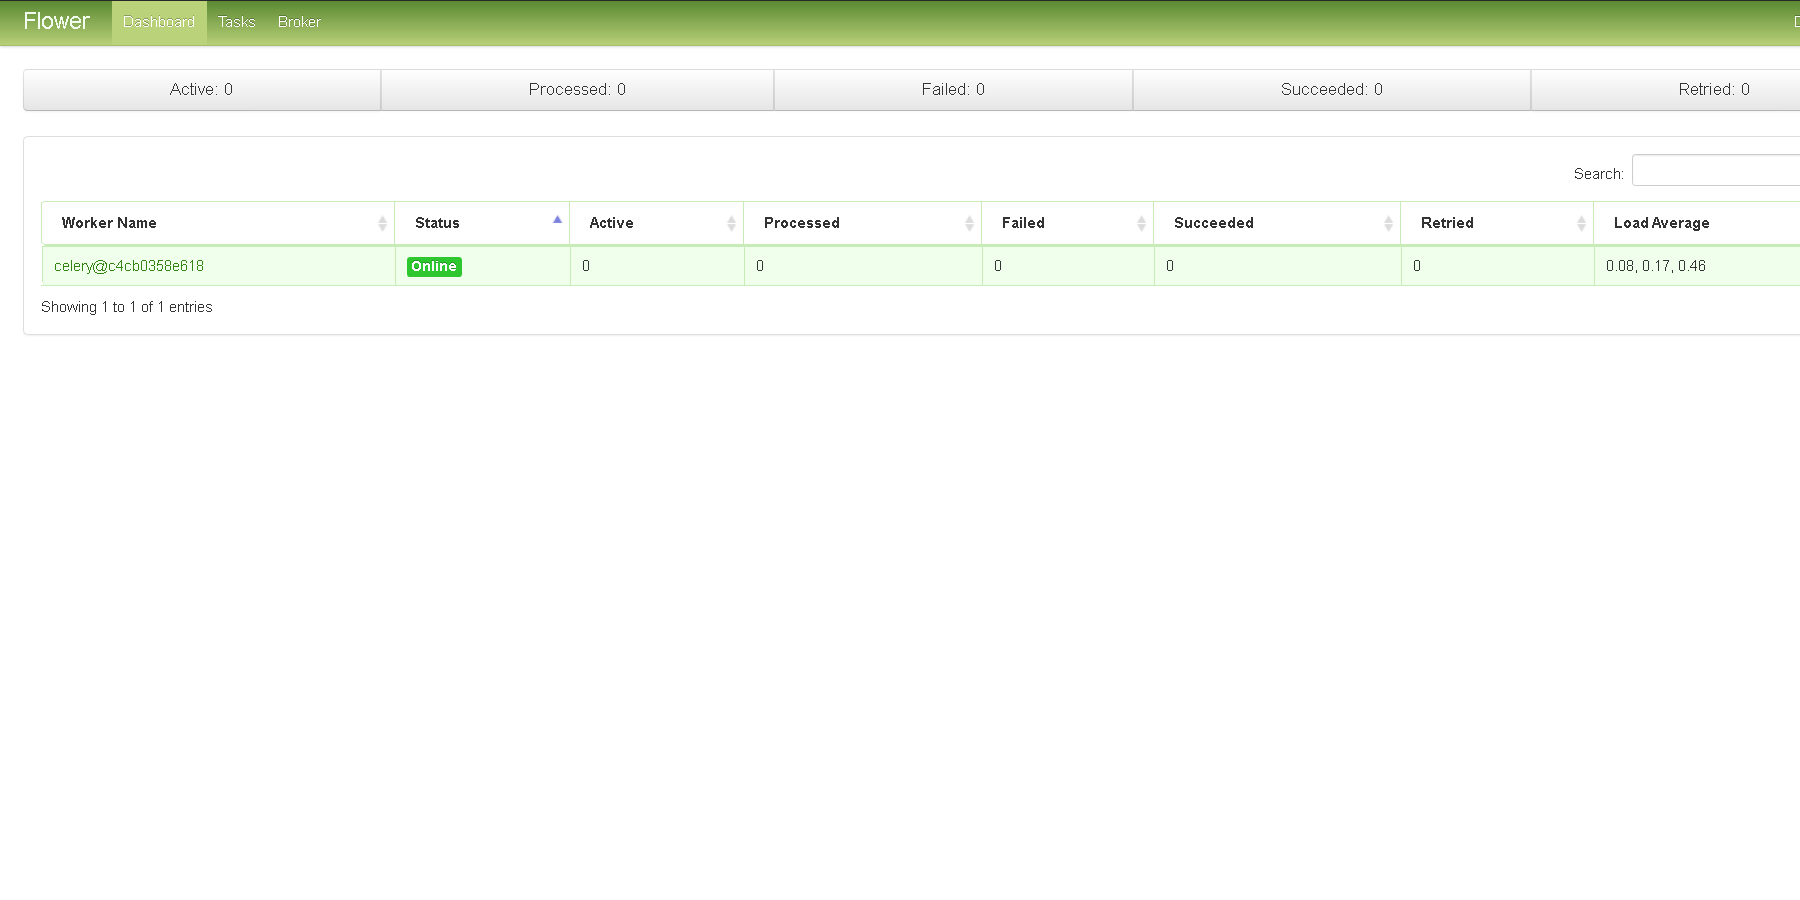 Flower Dashboard Tasks Broker
Active: 0 Processed: 0 Failed: 0 Succeeded: 0 Retried: 0
Search:
Worker Name Status Active Processed Failed Succeeded Retried Load Average
celery@c4cb0358e618 Online 0 0 0 0 0 0.08, 0.17, 0.46
Showing 1 to 1 of 1 entries